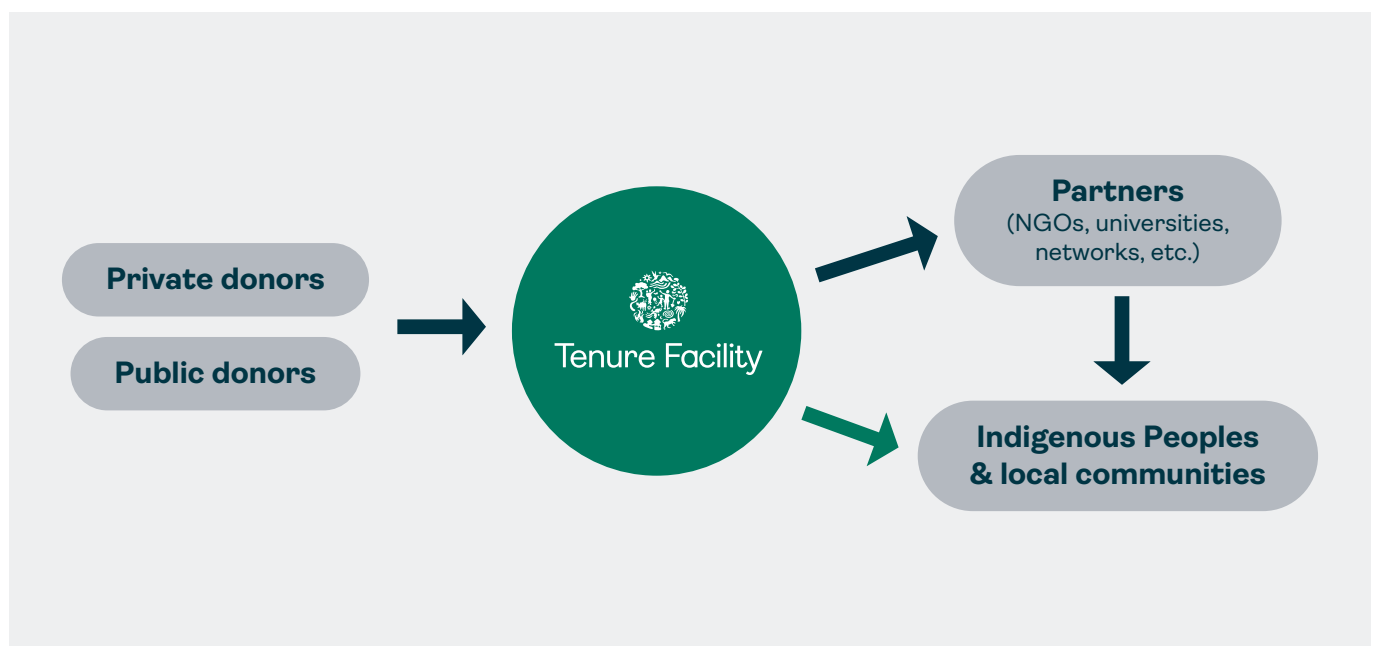 Private donors
Public donors
Tenure Facility
Partners
(NGOs, universities,
networks, etc.)
Indigenous Peoples
& local communities